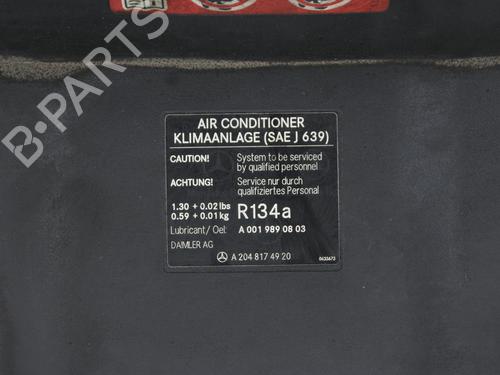 AIR CONDITIONER
KLIMAANLAGE (SAE J 639)
CAUTION! System to be serviced
by qualified personnel
ACHTUNG! Service nur durch
qualifiziertes Personal
1.30 + 0.02 lbs
0.59 + 0.01 kg R134a
Lubricant/ Oel: A 001 989 08 03
DAIMLER AG
A 204 817 49 20